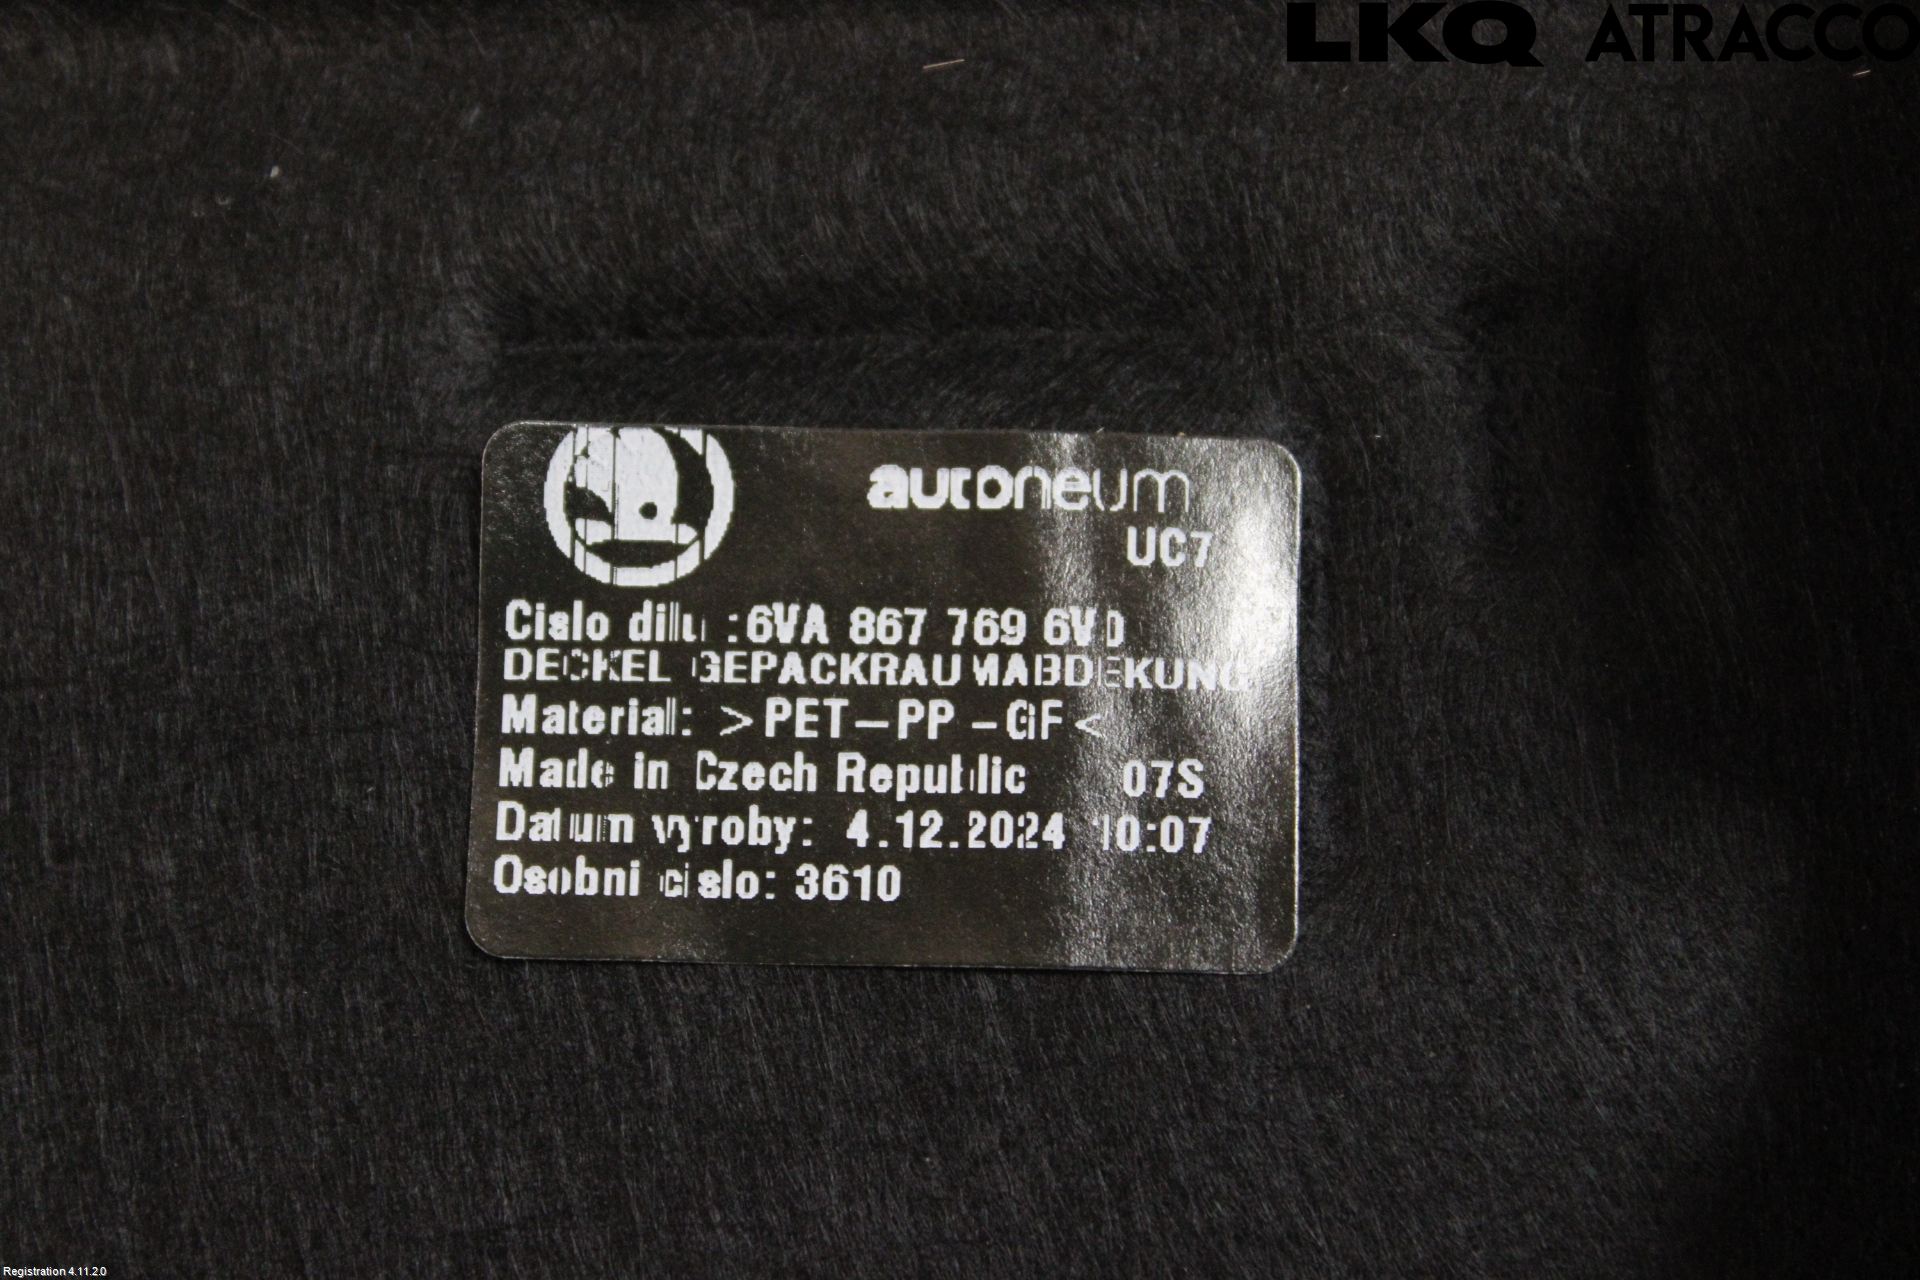 LKQ ATRACCO
autoneum
UC7
Cislo dilu :6VA 867 769 6VD
DECKEL GEPACKRAUMABDEKUNG
Material: >PET-PP-GF<
Made in Czech Republic 07S
Datum vyroby: 4.12.2024 10:07
Osobni cislo: 3610
Registration 4.11.2.0